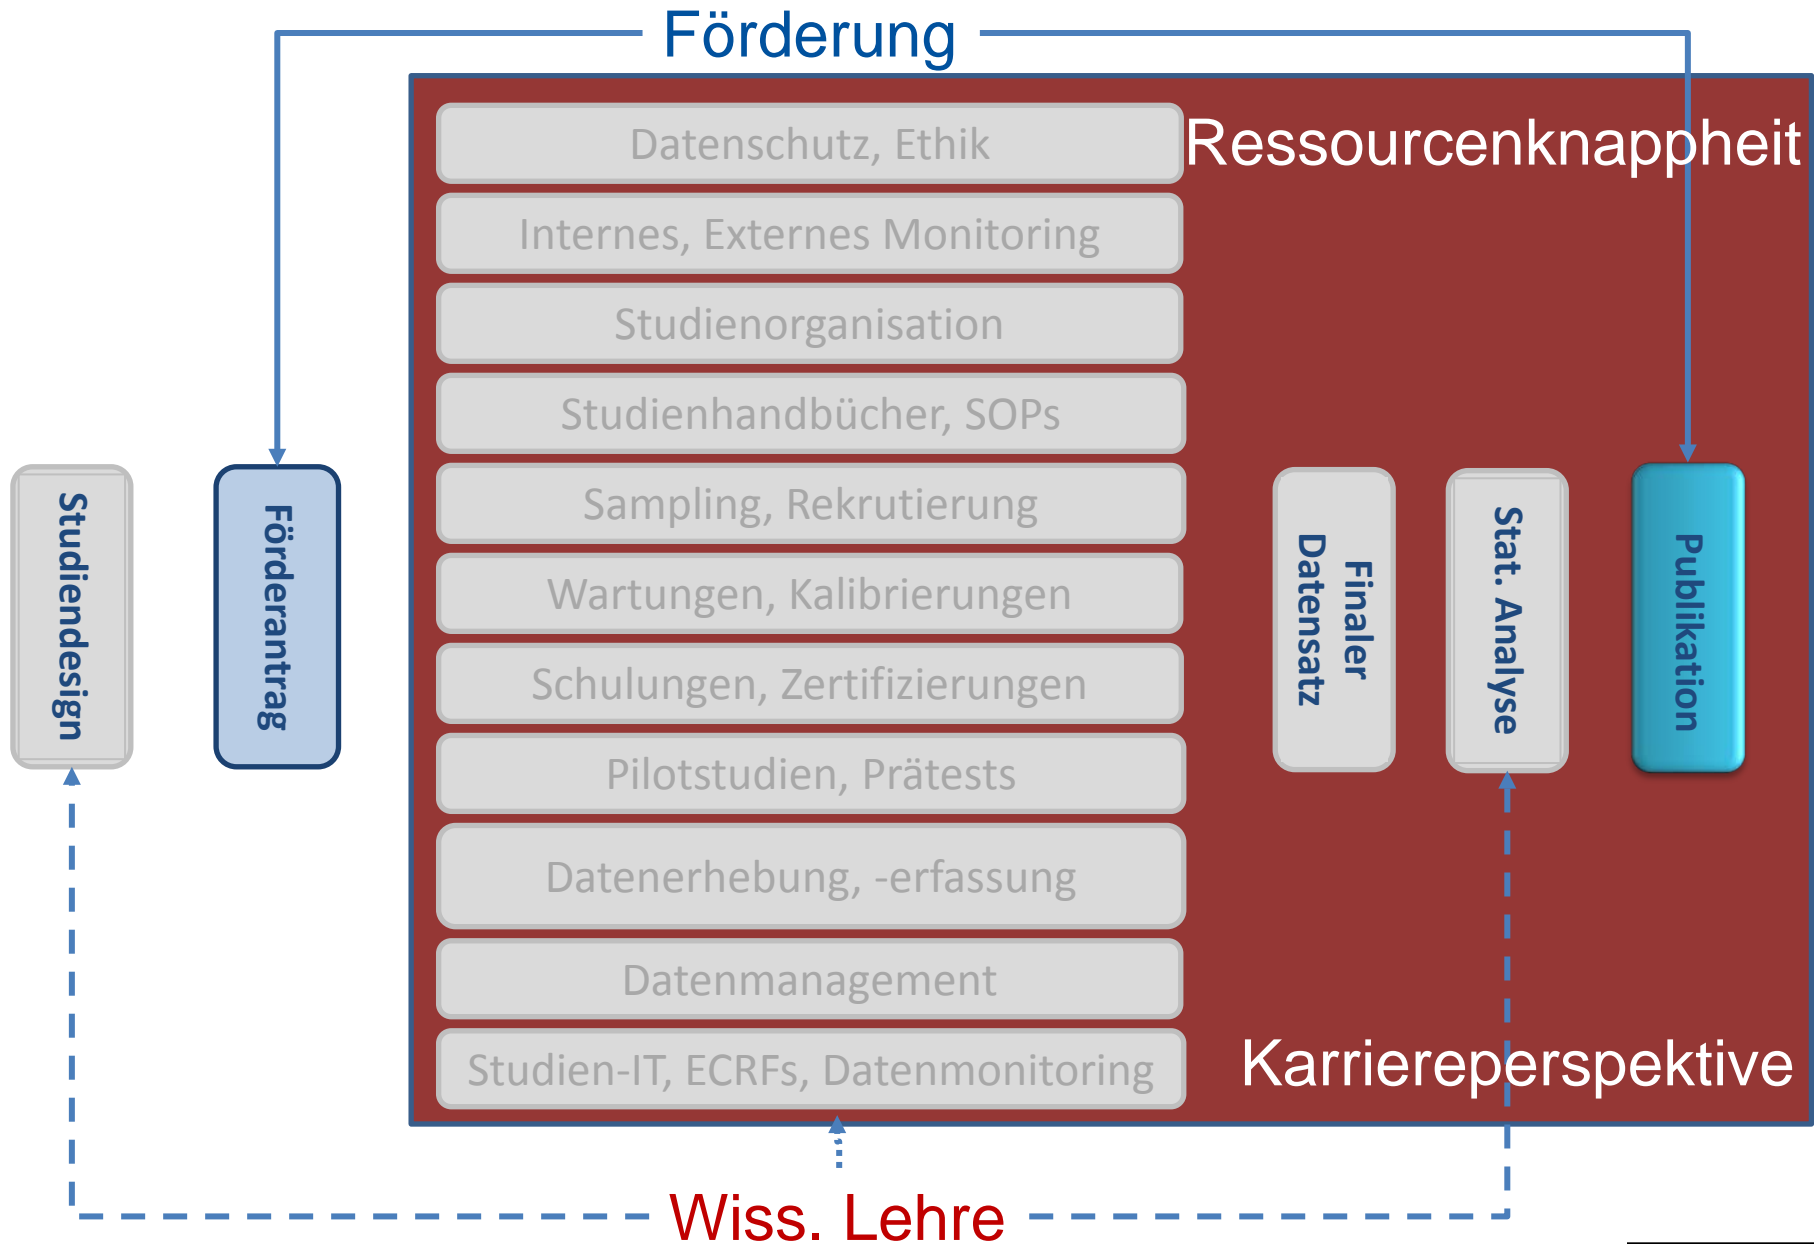 Förderung
Ressourcenknappheit
Datenschutz, Ethik
Internes, Externes Monitoring
Studienorganisation
Studienhandbücher, SOPs
Sampling, Rekrutierung
Wartungen, Kalibrierungen
Schulungen, Zertifizierungen
Pilotstudien, Prätests
Datenerhebung, -erfassung
Datenmanagement
Studien-IT, ECRFs, Datenmonitoring
Studiendesign
Förderantrag
Finaler
Datensatz
Stat. Analyse
Publikation
Karriereperspektive
Wiss. Lehre